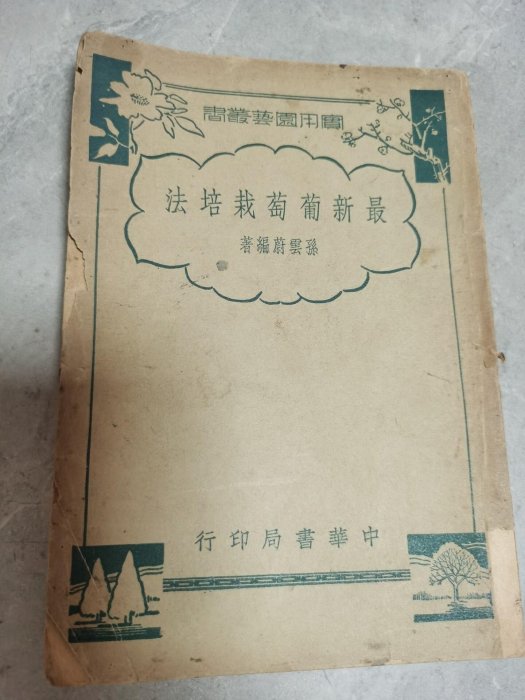 實用園藝叢書
最新葡萄栽培法
孫雲蔚編著
中華書局印行